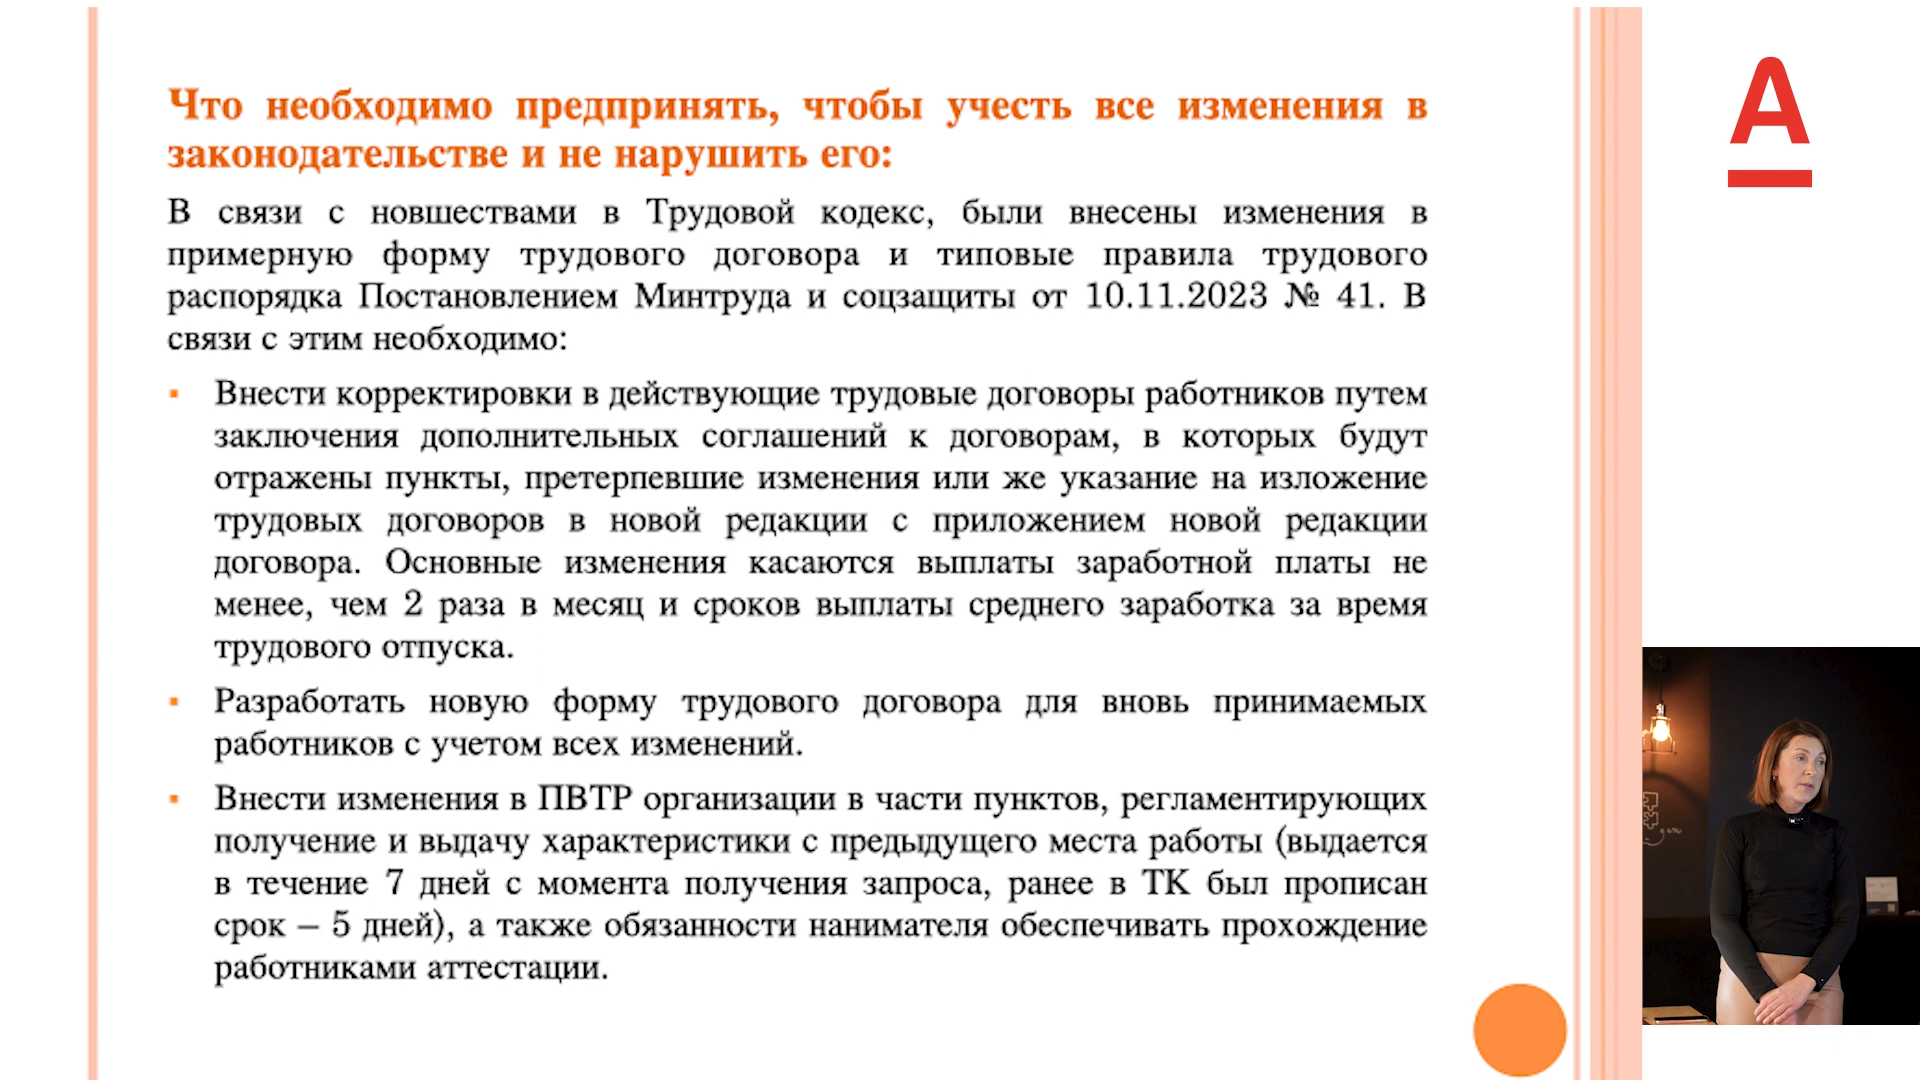 Что необходимо предпринять, чтобы учесть все изменения в
законодательстве и не нарушить его:
В связи с новшествами в Трудовой кодекс, были внесены изменения в
примерную форму трудового договора и типовые правила трудового
распорядка Постановлением Минтруда и соцзащиты от 10.11.2023 № 41. В
связи с этим необходимо:
▪ Внести корректировки в действующие трудовые договоры работников путем
заключения дополнительных соглашений к договорам, в которых будут
отражены пункты, претерпевшие изменения или же указание на изложение
трудовых договоров в новой редакции с приложением новой редакции
договора. Основные изменения касаются выплаты заработной платы не
менее, чем 2 раза в месяц и сроков выплаты среднего заработка за время
трудового отпуска.
▪ Разработать новую форму трудового договора для вновь принимаемых
работников с учетом всех изменений.
▪ Внести изменения в ПВТР организации в части пунктов, регламентирующих
получение и выдачу характеристики с предыдущего места работы (выдается
в течение 7 дней с момента получения запроса, ранее в ТК был прописан
срок – 5 дней), а также обязанности нанимателя обеспечивать прохождение
работниками аттестации.
А